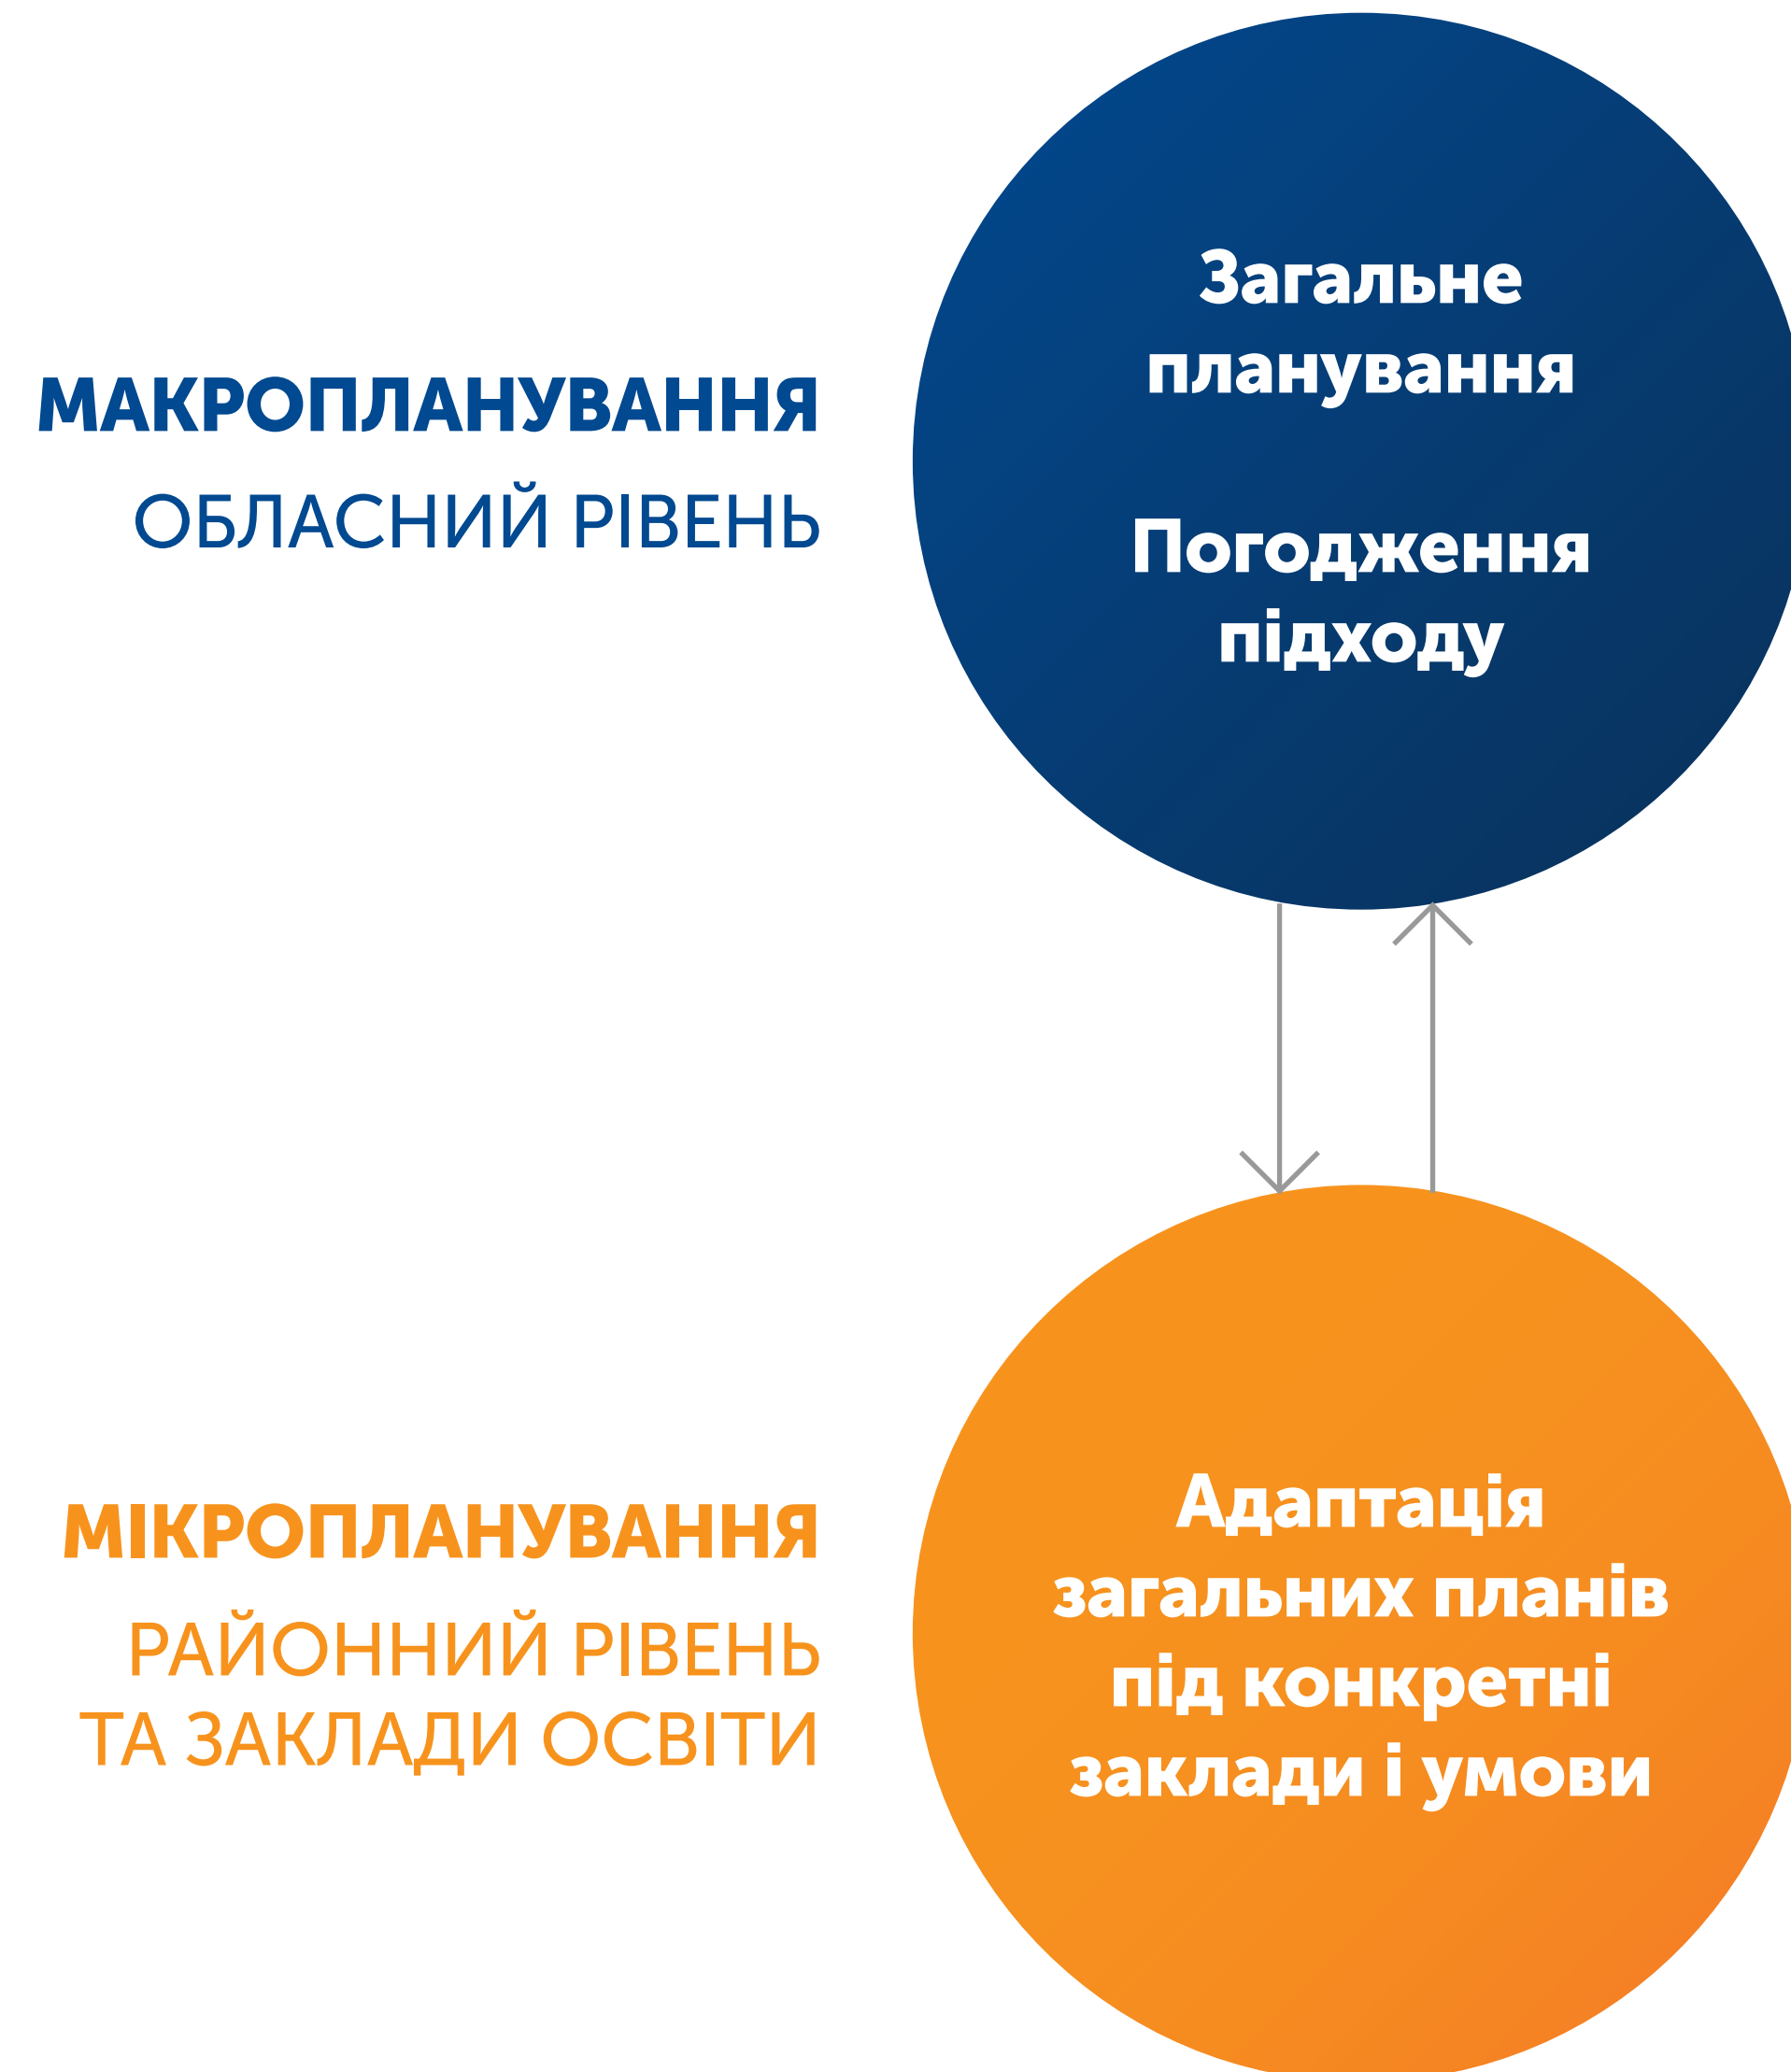 МАКРОПЛАНУВАННЯ
ОБЛАСНИЙ РІВЕНЬ
Загальне
планування
Погодження
підходу
МІКРОПЛАНУВАННЯ
РАЙОННИЙ РІВЕНЬ
ТА ЗАКЛАДИ ОСВІТИ
Адаптація
загальних планів
під конкретні
заклади і умови